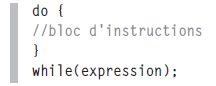 do {
//bloc d'instructions
}
while(expression);